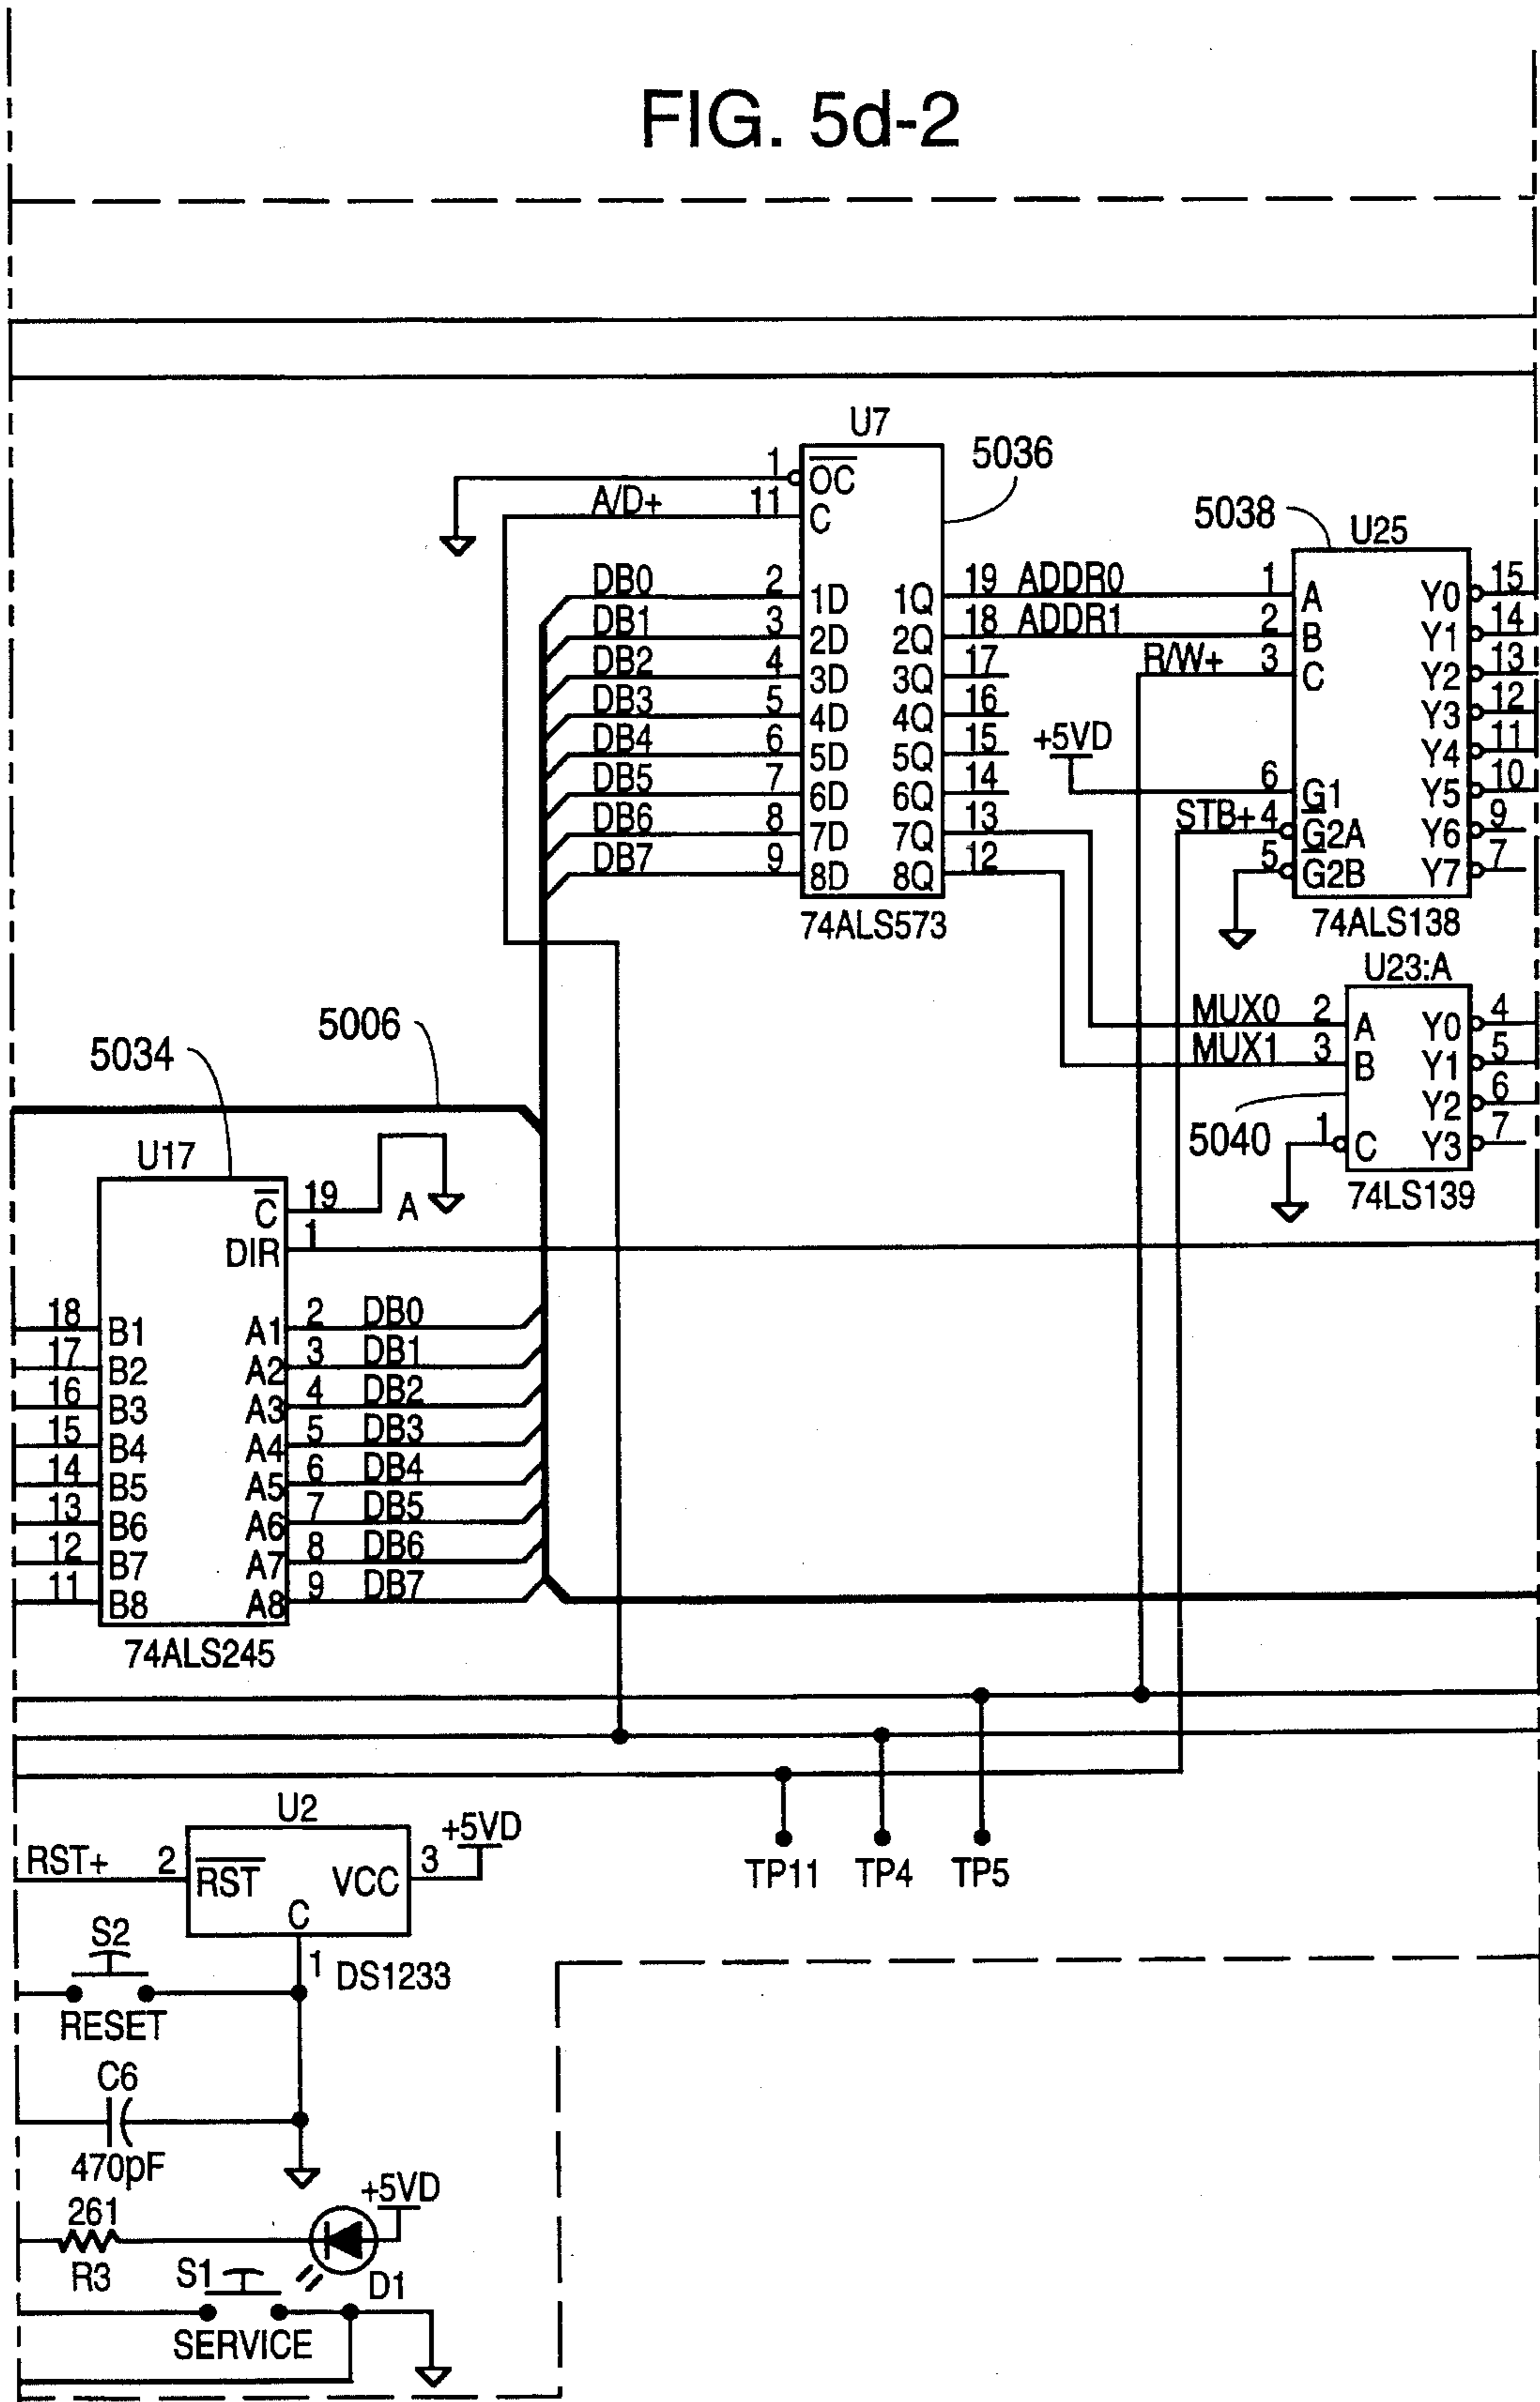 FIG. 5d-2
U7
5036
1 OC
A/D+ 11 C
5038
U25
DB0 2 1D 1Q 19 ADDR0 1 A Y0 15
DB1 3 2D 2Q 18 ADDR1 2 B Y1 14
DB2 4 3D 3Q 17 R/W+ 3 C Y2 13
DB3 5 4D 4Q 16 Y3 12
DB4 6 5D 5Q 15 +5VD Y4 11
DB5 7 6D 6Q 14 6 G1 Y5 10
DB6 8 7D 7Q 13 STB+ 4 G2A Y6 9
DB7 9 8D 8Q 12 5 G2B Y7 7
74ALS573
74ALS138
U23:A
MUX0 2 A Y0 4
MUX1 3 B Y1 5
Y2 6
5040 1 C Y3 7
74LS139
5006
5034
U17
C 19 A
DIR 1
18 B1 A1 2 DB0
17 B2 A2 3 DB1
16 B3 A3 4 DB2
15 B4 A4 5 DB3
14 B5 A5 6 DB4
13 B6 A6 7 DB5
12 B7 A7 8 DB6
11 B8 A8 9 DB7
74ALS245
TP11 TP4 TP5
U2
RST+ 2 RST VCC 3 +5VD
C
1 DS1233
S2
RESET
C6
470pF
+5VD
261
R3
D1
S1
SERVICE